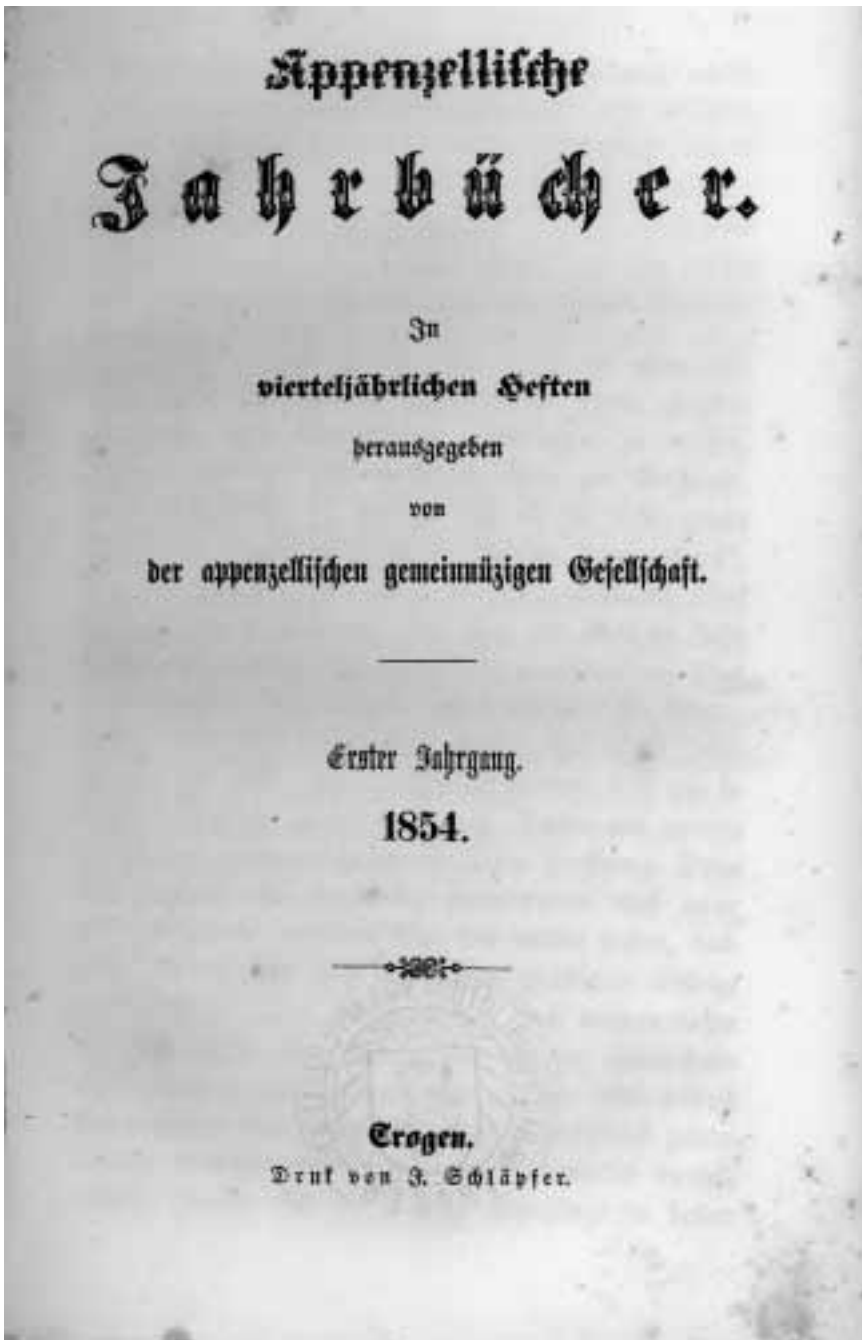 Appenzellische
Jahrbücher.
In
vierteljährlichen Heften
herausgegeben
von
der appenzellischen gemeinnüzigen Gesellschaft.
Erster Jahrgang.
1854.
Trogen.
Druk von J. Schläpfer.